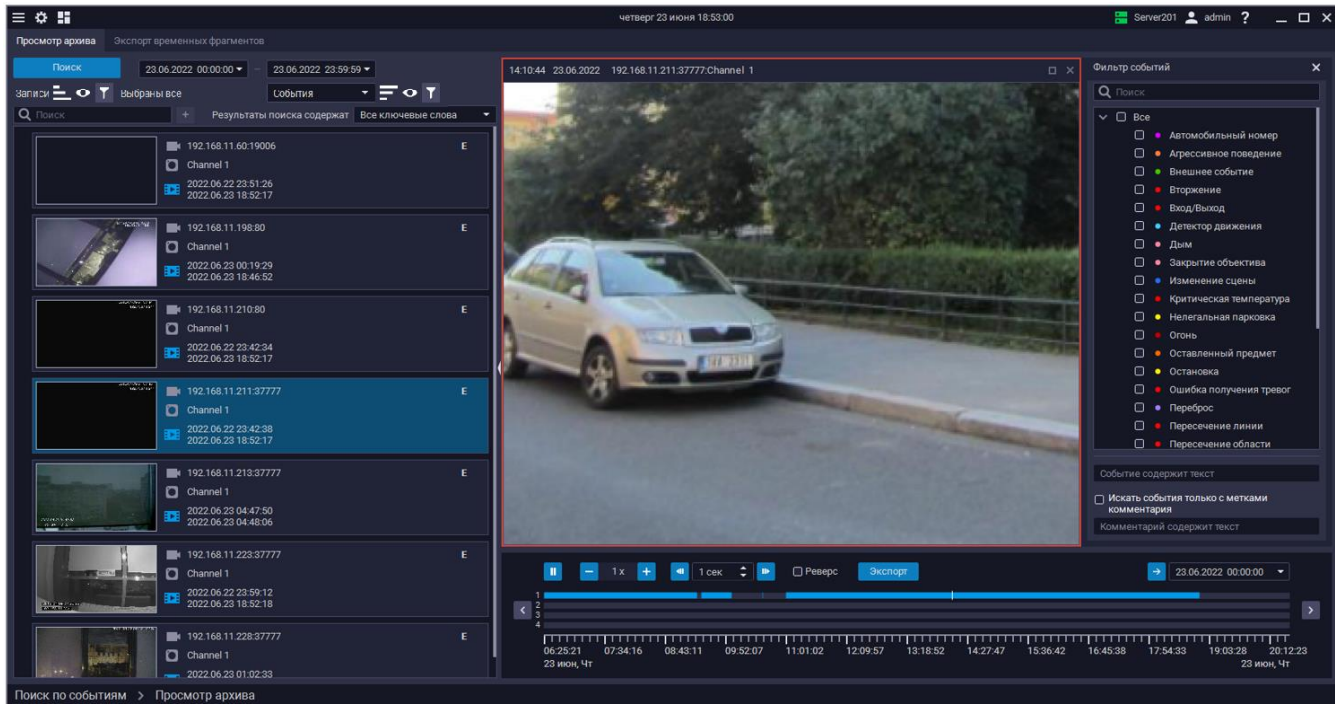 четверг 23 июня 18:53:00
Server201 admin ?
Просмотр архива Экспорт временных фрагментов
Поиск 23.06.2022 00:00:00 – 23.06.2022 23:59:59
Записи Выбраны все События
Поиск + Результаты поиска содержат Все ключевые слова
192.168.11.60:19006 E
Channel 1
2022.06.22 23:51:26
2022.06.23 18:52:17
192.168.11.198:80 E
Channel 1
2022.06.23 00:19:29
2022.06.23 18:46:52
192.168.11.210:80 E
Channel 1
2022.06.22 23:42:34
2022.06.23 18:52:17
192.168.11.211:37777 E
Channel 1
2022.06.22 23:42:38
2022.06.23 18:52:17
192.168.11.213:37777 E
Channel 1
2022.06.23 04:47:50
2022.06.23 04:48:06
192.168.11.223:37777 E
Channel 1
2022.06.22 23:59:12
2022.06.23 18:52:18
192.168.11.228:37777 E
Channel 1
2022.06.23 01:02:33
14:10:44 23.06.2022 192.168.11.211:37777:Channel 1
1x 1 сек Реверс Экспорт 23.06.2022 00:00:00
1
2
3
4
06:25:21 07:34:16 08:43:11 09:52:07 11:01:02 12:09:57 13:18:52 14:27:47 15:36:42 16:45:38 17:54:33 19:03:28 20:12:23
23 июн, Чт 23 июн, Чт
Фильтр событий
Поиск
Все
Автомобильный номер
Агрессивное поведение
Внешнее событие
Вторжение
Вход/Выход
Детектор движения
Дым
Закрытие объектива
Изменение сцены
Критическая температура
Нелегальная парковка
Огонь
Оставленный предмет
Остановка
Ошибка получения тревог
Переброс
Пересечение линии
Пересечение области
Событие содержит текст
Искать события только с метками
комментария
Комментарий содержит текст
Поиск по событиям > Просмотр архива